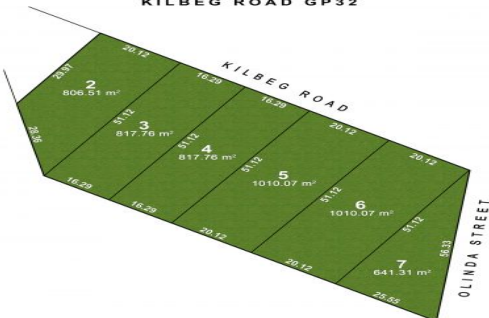 KILBEG ROAD GP32
20.12
16.29
KILBEG ROAD
16.29
20.12
20.12
29.97
2
806.51 m²
28.36
51.12
3
817.76 m²
51.12
4
817.76 m²
51.12
5
1010.07 m²
51.12
6
1010.07 m²
51.12
7
641.31 m²
56.33
OLINDA STREET
16.29
16.29
20.12
20.12
25.55